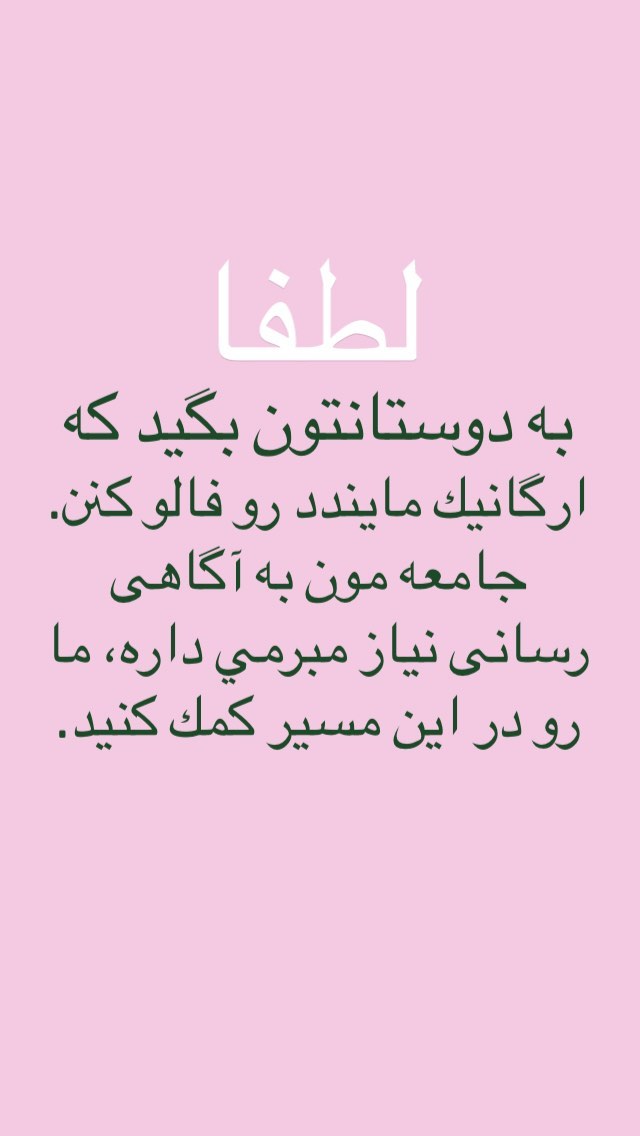 لطفا
به دوستانتون بگید که
ارگانیك مایندد رو فالو کنن.
جامعه مون به آگاهی
رسانی نیاز مبرمي داره، ما
رو در این مسیر کمك کنید.